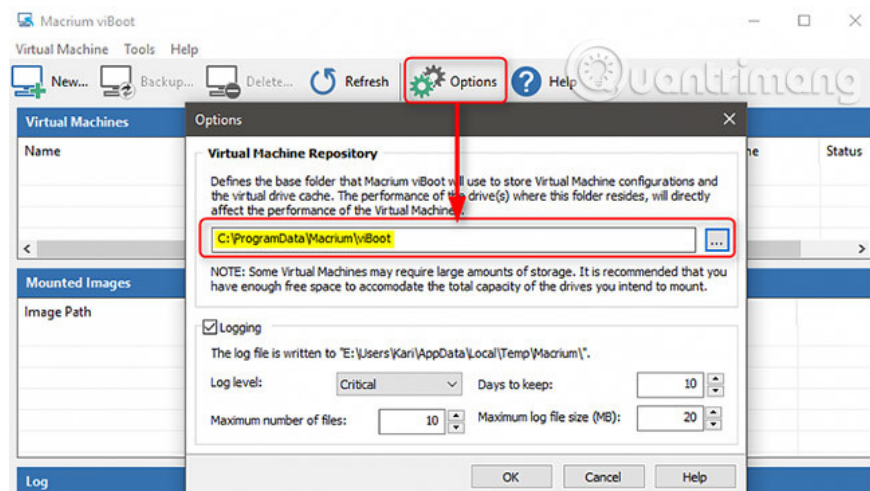 Macrium viBoot
Virtual Machine Tools Help
New... Backup... Delete... Refresh Options Help
Quantrimang
Virtual Machines
Options
Name
Status
Virtual Machine Repository
Defines the base folder that Macrium viBoot will use to store Virtual Machine configurations and
the virtual drive cache. The performance of the drive(s) where this folder resides, will directly
affect the performance of the Virtual Machines.
C:\ProgramData\Macrium\viBoot
...
NOTE: Some Virtual Machines may require large amounts of storage. It is recommended that you
have enough free space to accomodate the total capacity of the drives you intend to mount.
Mounted Images
Image Path
Logging
The log file is written to "E:\Users\Kari\AppData\Local\Temp\Macrium\".
Log level: Critical Days to keep: 10
Maximum number of files: 10 Maximum log file size (MB): 20
OK Cancel Help
Log